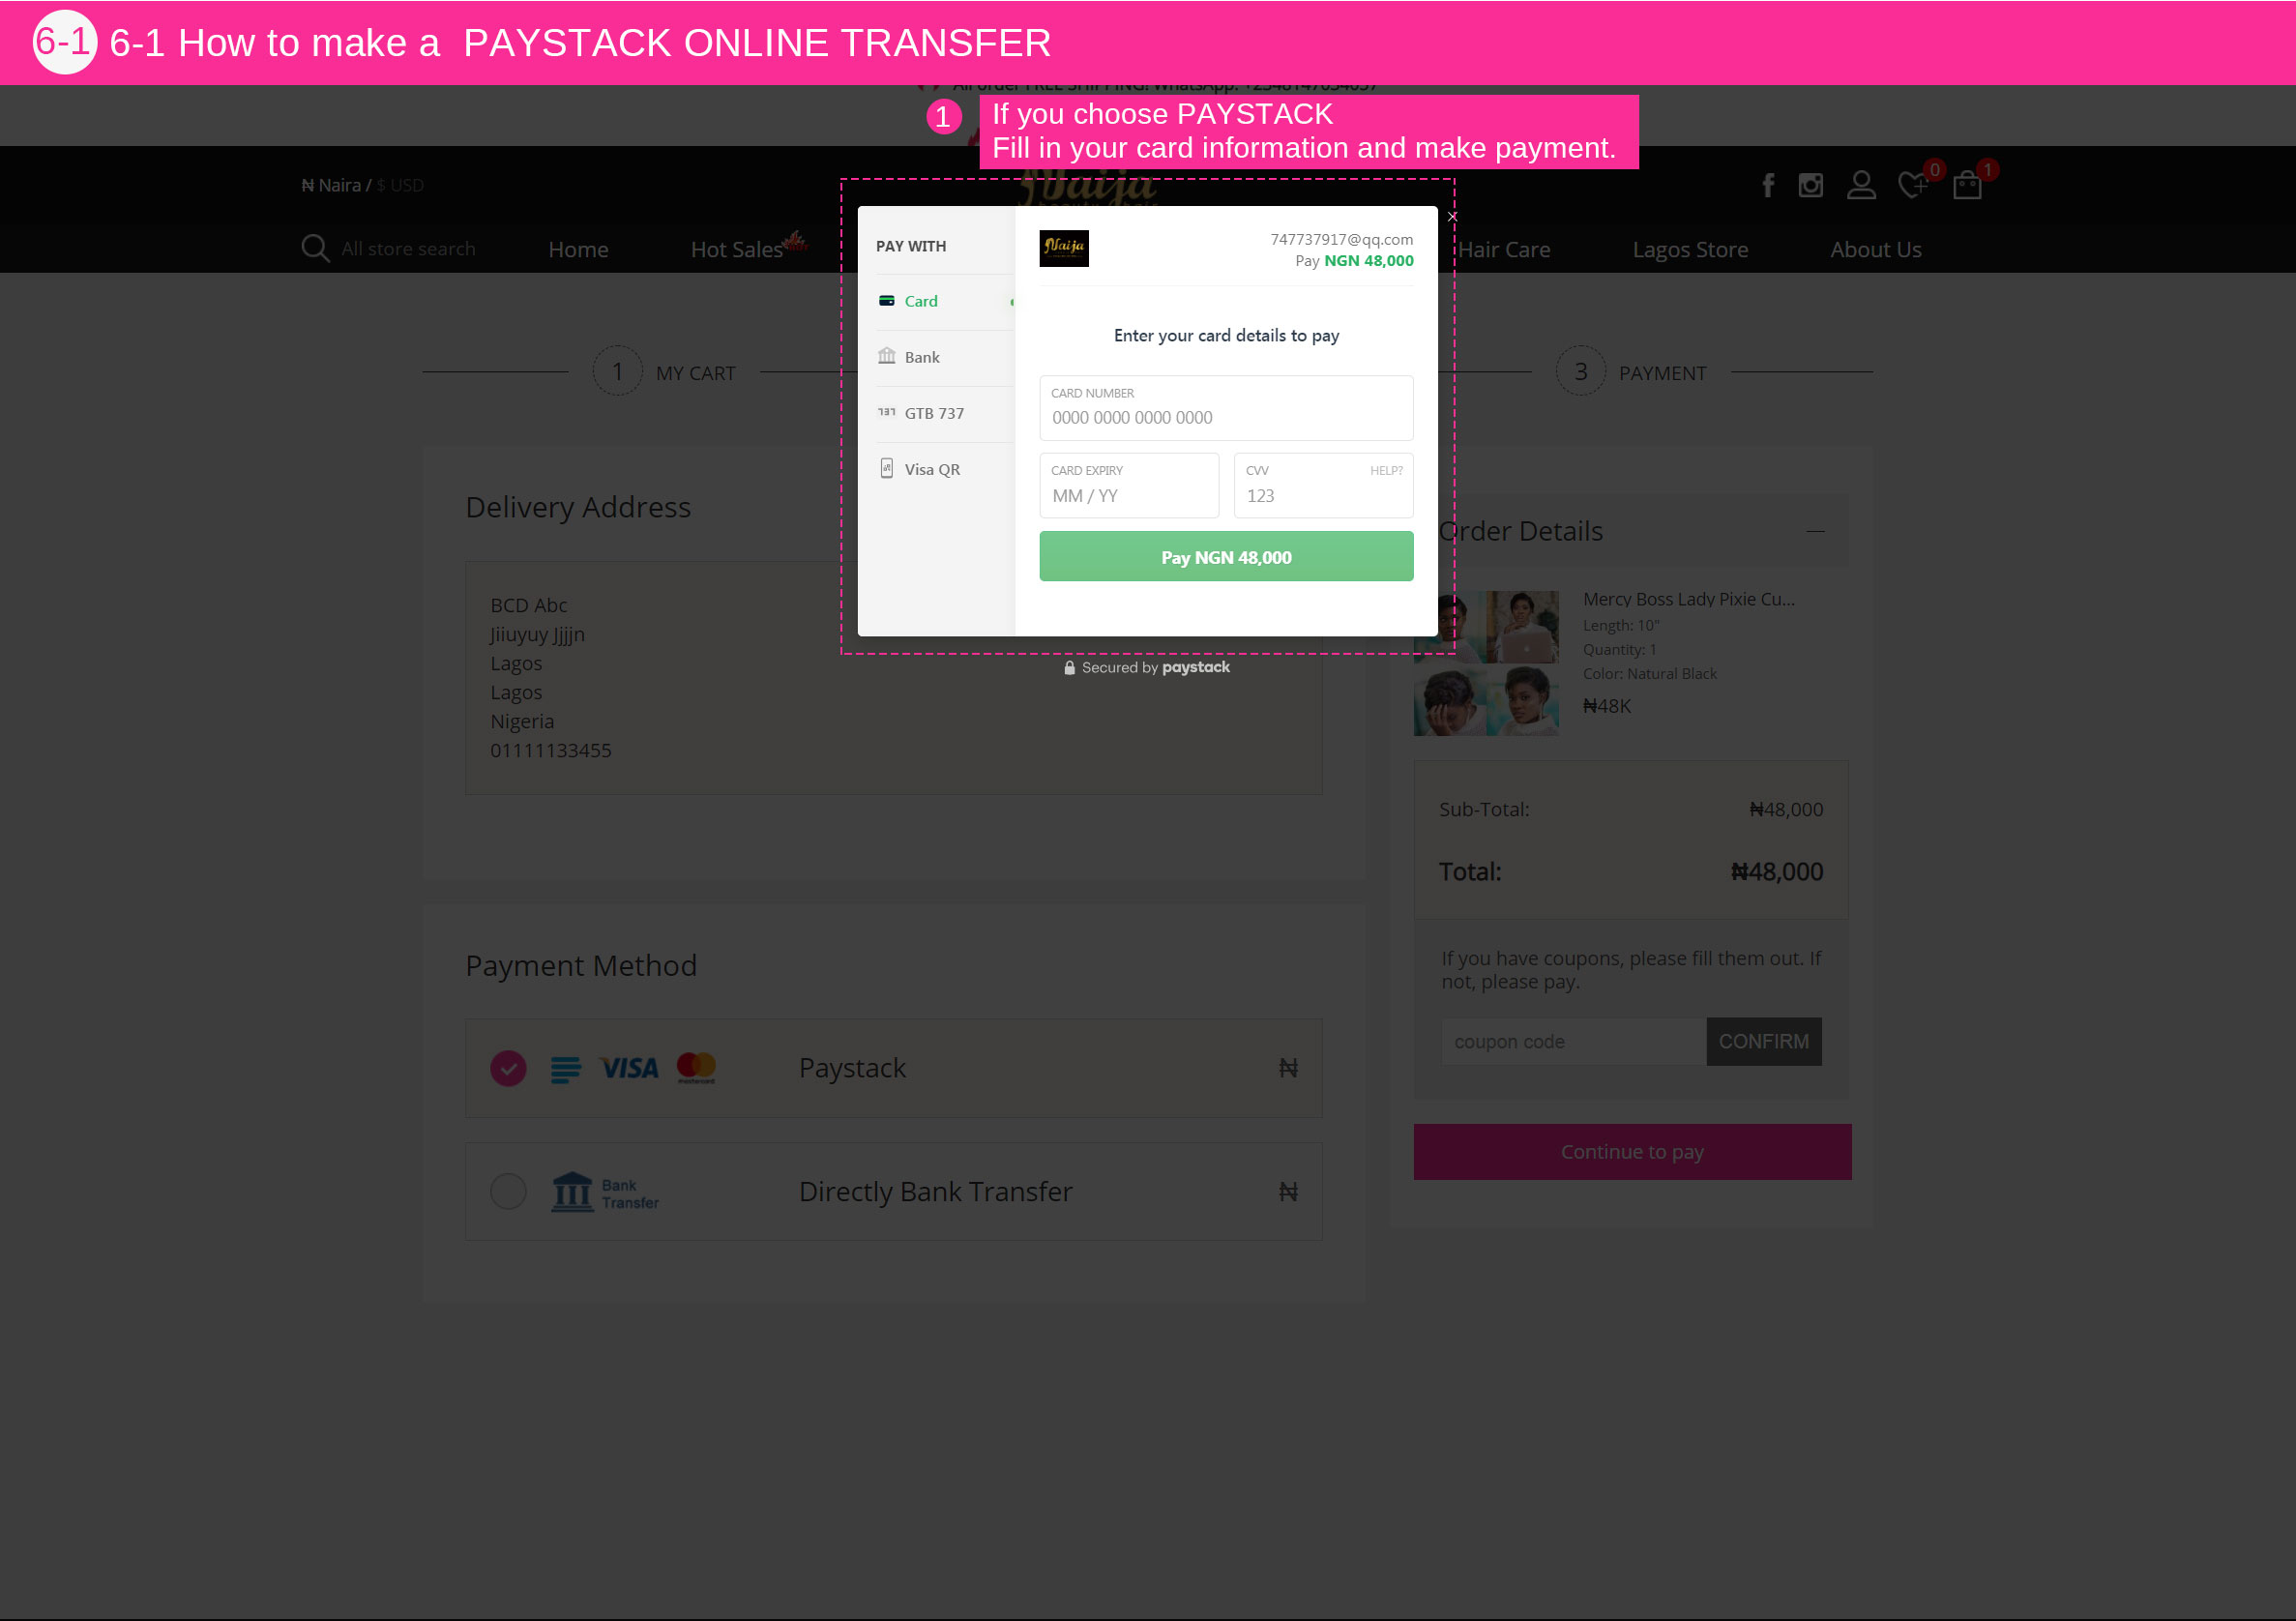 6-1 6-1 How to make a PAYSTACK ONLINE TRANSFER
1 If you choose PAYSTACK
Fill in your card information and make payment.
₦ Naira / $ USD
Naija
0
1
All store search
Home
Hot Sales
Hair Care
Lagos Store
About Us
PAY WITH
Card
Bank
737 GTB 737
Visa QR
Naija
747737917@qq.com
Pay NGN 48,000
Enter your card details to pay
CARD NUMBER
0000 0000 0000 0000
CARD EXPIRY
MM / YY
CVV HELP?
123
Pay NGN 48,000
Secured by paystack
1 MY CART
3 PAYMENT
Delivery Address
BCD Abc
Jiiuyuy Jjjjn
Lagos
Lagos
Nigeria
01111133455
Order Details
Mercy Boss Lady Pixie Cu...
Length: 10"
Quantity: 1
Color: Natural Black
₦48K
Sub-Total: ₦48,000
Total: ₦48,000
If you have coupons, please fill them out. If
not, please pay.
coupon code CONFIRM
Continue to pay
Payment Method
VISA mastercard Paystack ₦
Bank
Transfer
Directly Bank Transfer ₦